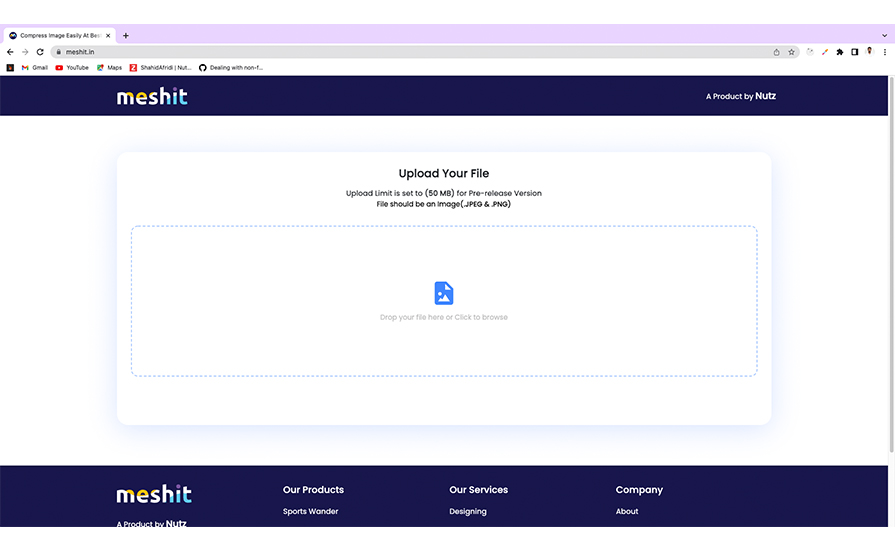 Compress Image Easily At Bes
meshit.in
Gmail
YouTube
Maps
ShahidAfridi | Nut...
Dealing with non-f...
meshit
A Product by Nutz
Upload Your File
Upload Limit is set to (50 MB) for Pre-release Version
File should be an Image(.JPEG & .PNG)
Drop your file here or Click to browse
meshit
Our Products
Our Services
Company
Sports Wander
Designing
About
A Product by Nutz